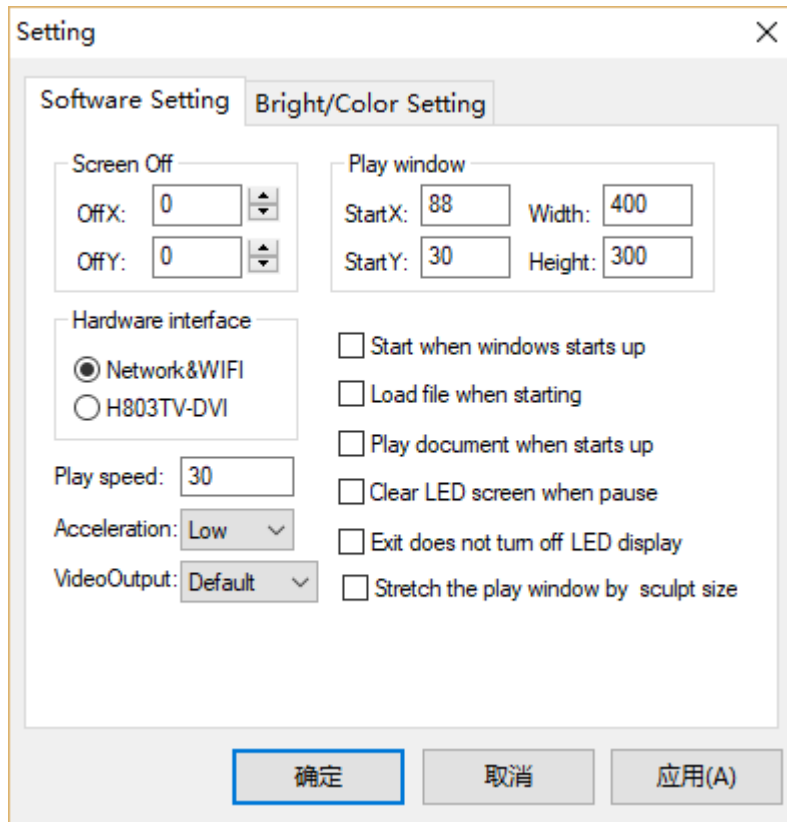 Setting
Software Setting Bright/Color Setting
Screen Off
OffX: 0
OffY: 0
Play window
StartX: 88 Width: 400
StartY: 30 Height: 300
Hardware interface
Network&WIFI
H803TV-DVI
Play speed: 30
Acceleration: Low
VideoOutput: Default
Start when windows starts up
Load file when starting
Play document when starts up
Clear LED screen when pause
Exit does not turn off LED display
Stretch the play window by sculpt size
确定 取消 应用(A)